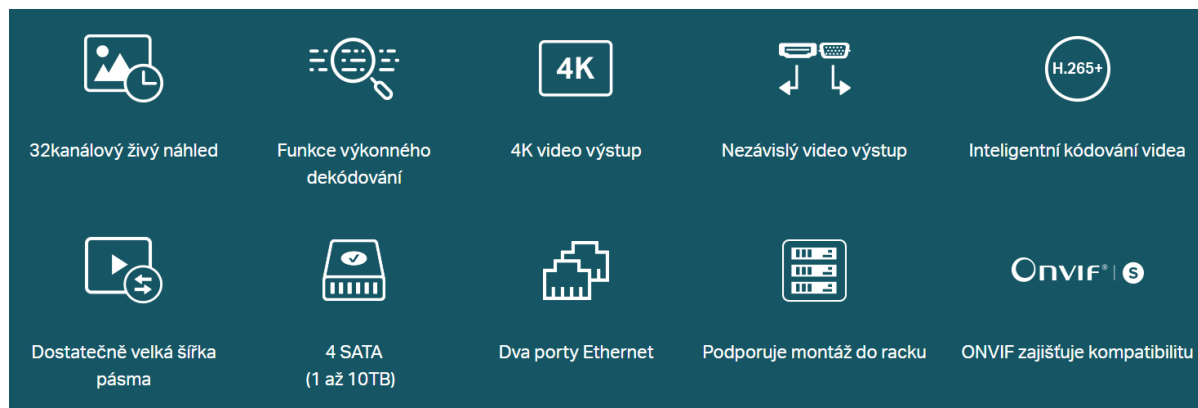 4K
H.265+
32kanálový živý náhled
Funkce výkonného
dekódování
4K video výstup
Nezávislý video výstup
Inteligentní kódování videa
ONVIF® | S
Dostatečně velká šířka
pásma
4 SATA
(1 až 10TB)
Dva porty Ethernet
Podporuje montáž do racku
ONVIF zajišťuje kompatibilitu